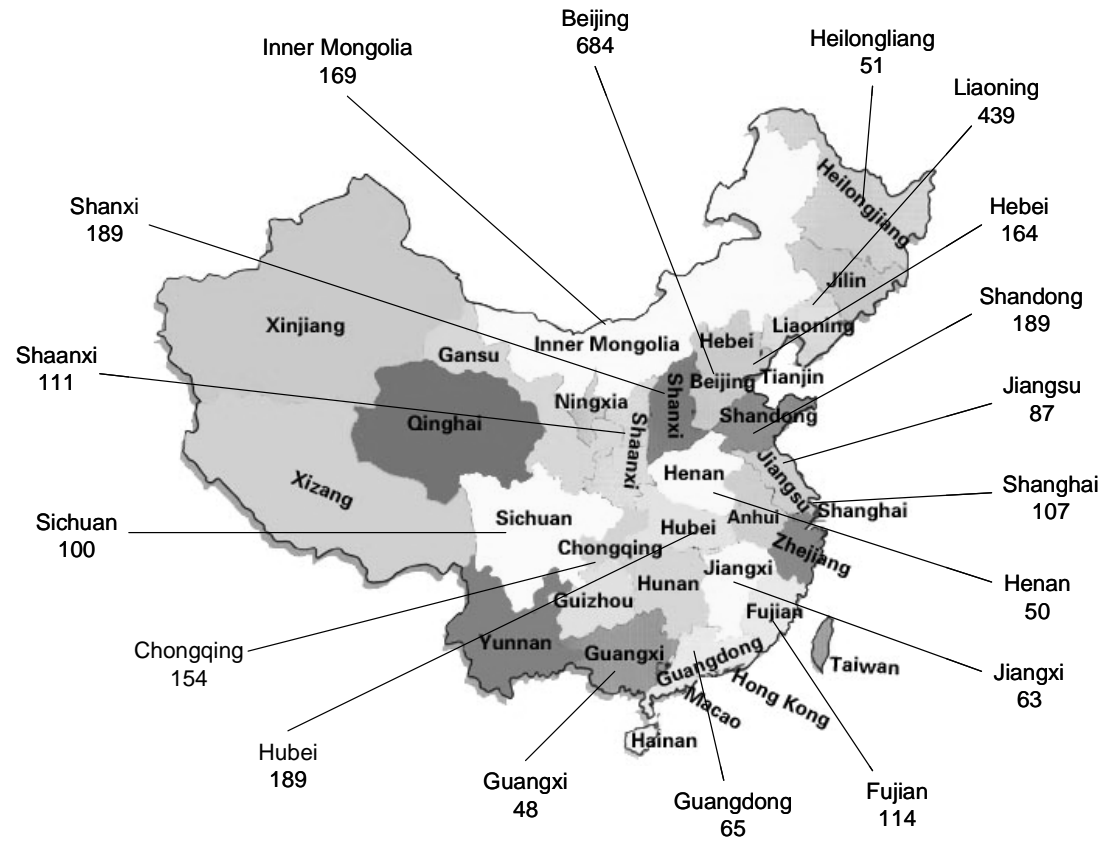 Beijing
684
Inner Mongolia
169
Heilongliang
51
Liaoning
439
Shanxi
189
Hebei
164
Shandong
189
Shaanxi
111
Jiangsu
87
Shanghai
107
Sichuan
100
Henan
50
Chongqing
154
Jiangxi
63
Hubei
189
Guangxi
48
Guangdong
65
Fujian
114
Heilongjiang
Jilin
Liaoning
Xinjiang
Inner Mongolia
Hebei
Gansu
Beijing
Tianjin
Ningxia
Shanxi
Shandong
Qinghai
Shaanxi
Henan
Jiangsu
Xizang
Sichuan
Hubei
Anhui
Shanghai
Chongqing
Zhejiang
Jiangxi
Hunan
Guizhou
Fujian
Yunnan
Guangxi
Guangdong
Taiwan
Hong Kong
Macao
Hainan